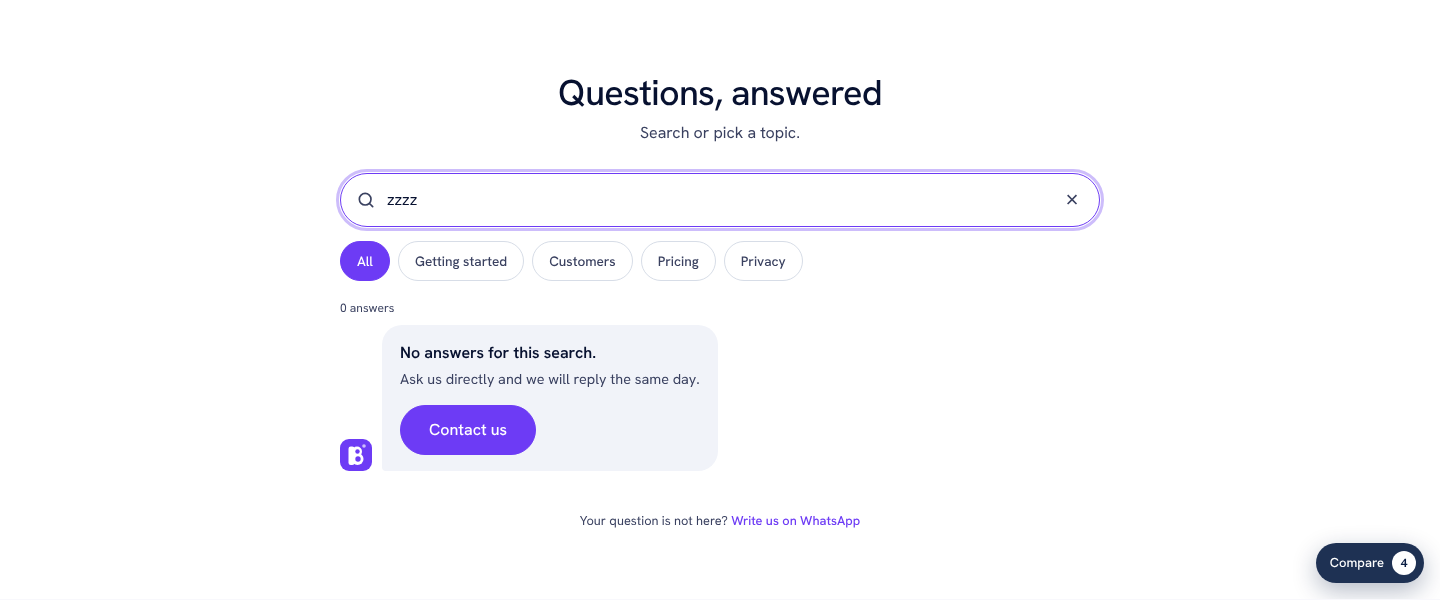 Questions, answered
Search or pick a topic.
zzzz
All
Getting started
Customers
Pricing
Privacy
0 answers
No answers for this search.
Ask us directly and we will reply the same day.
Contact us
B
Your question is not here? Write us on WhatsApp
Compare 4